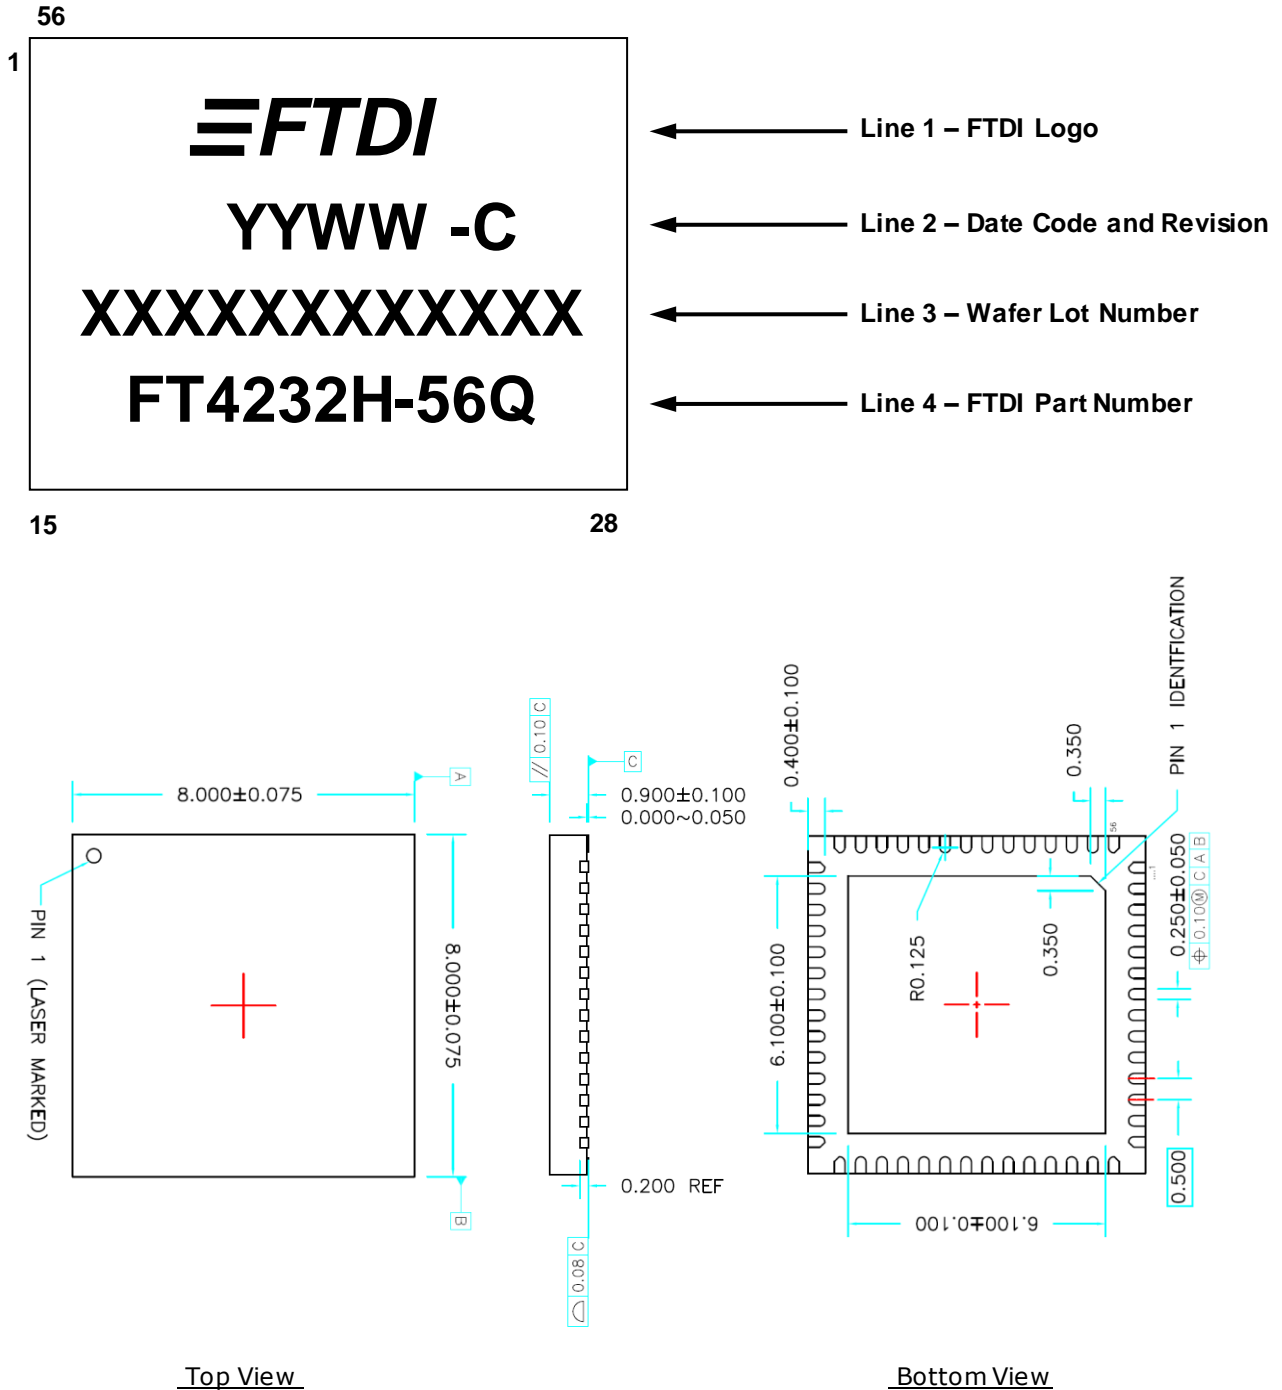 56
1
FTDI
Line 1 – FTDI Logo
YYWW -C
Line 2 – Date Code and Revision
XXXXXXXXXXXX
Line 3 – Wafer Lot Number
FT4232H-56Q
Line 4 – FTDI Part Number
15
28
8.000±0.075
A
PIN 1 (LASER MARKED)
8.000±0.075
B
// 0.10 C
C
0.900±0.100
0.000~0.050
0.200 REF
0.08 C
0.400±0.100
0.350
PIN 1 IDENTFICATION
56
....1
0.250±0.050
⌖ 0.10Ⓜ C A B
R0.125
0.350
6.100±0.100
0.500
6.100±0.100
Top View
Bottom View